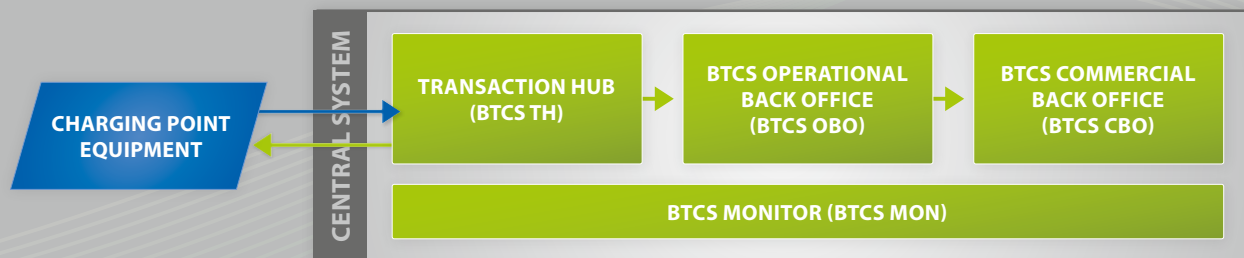 CHARGING POINT
EQUIPMENT
CENTRAL SYSTEM
TRANSACTION HUB
(BTCS TH)
BTCS OPERATIONAL
BACK OFFICE
(BTCS OBO)
BTCS COMMERCIAL
BACK OFFICE
(BTCS CBO)
BTCS MONITOR (BTCS MON)